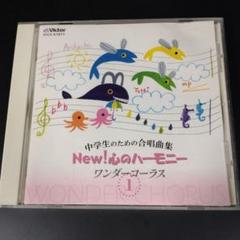 Victor
中学生のための合唱曲集
New!心のハーモニー
ワンダーコーラス
1
WONDER CHORUS